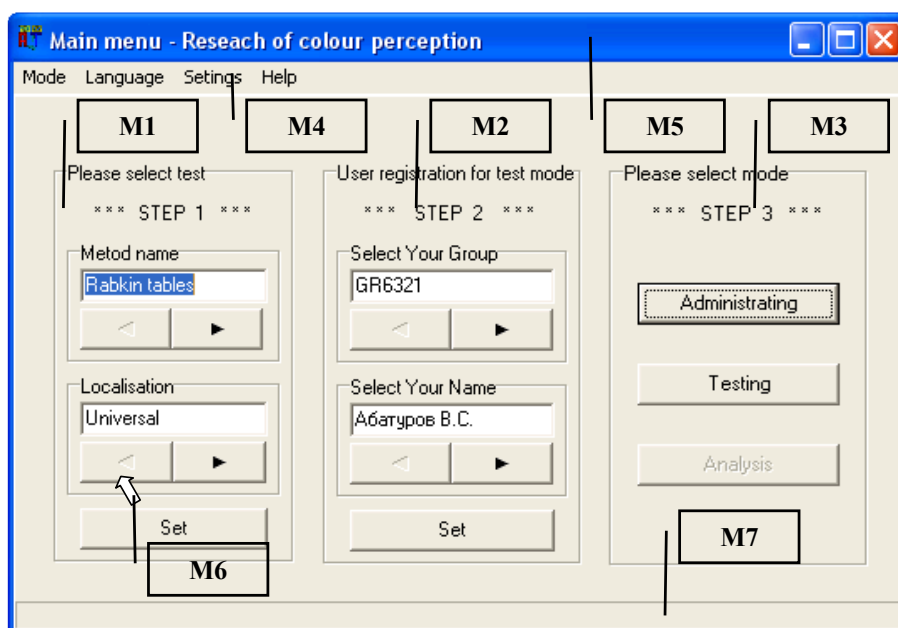 Main menu - Reseach of colour perception
Mode Language Setings Help
M1 M4 M2 M5 M3
Please select test
*** STEP 1 ***
Metod name
Rabkin tables
Localisation
Universal
Set
User registration for test mode
*** STEP 2 ***
Select Your Group
GR6321
Select Your Name
Абатуров В.С.
Set
Please select mode
*** STEP 3 ***
Administrating
Testing
Analysis
M6
M7